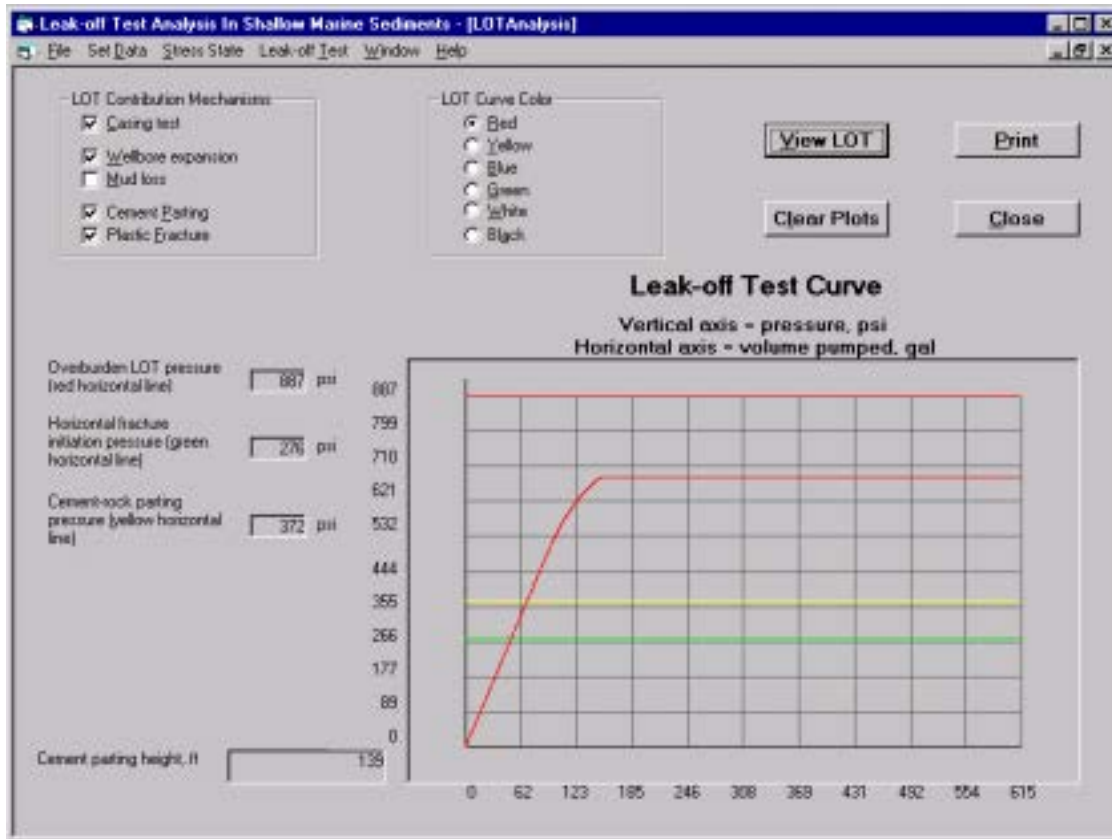 Leak-off Test Analysis In Shallow Marine Sediments - [LOTAnalysis]
File Set Data Stress State Leak-off Test Window Help
LOT Contribution Mechanisms
Casing test
Wellbore expansion
Mud loss
Cement Parting
Plastic Fracture
LOT Curve Color
Red
Yellow
Blue
Green
White
Black
View LOT
Print
Clear Plots
Close
Leak-off Test Curve
Vertical axis - pressure, psi
Horizontal axis - volume pumped, gal
Overburden LOT pressure
(red horizontal line)
887 psi
Horizontal fracture
initiation pressure (green
horizontal line)
276 psi
Cement-rock parting
pressure (yellow horizontal
line)
372 psi
Cement parting height, ft
139
887
799
710
621
532
444
355
266
177
89
0
0 62 123 185 246 308 369 431 492 554 615